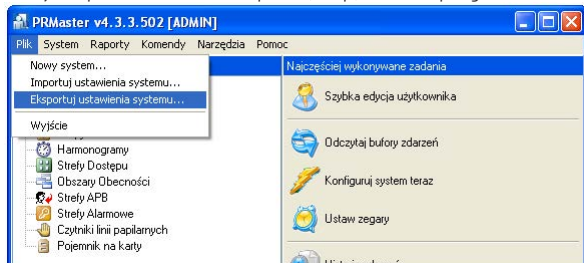 PRMaster v4.3.3.502 [ADMIN]
Plik System Raporty Komendy Narzędzia Pomoc
Nowy system...
Importuj ustawienia systemu...
Eksportuj ustawienia systemu...
Wyjście
Harmonogramy
Strefy Dostępu
Obszary Obecności
Strefy APB
Strefy Alarmowe
Czytniki linii papilarnych
Pojemnik na karty
Najczęściej wykonywane zadania
Szybka edycja użytkownika
Odczytaj bufory zdarzeń
Konfiguruj system teraz
Ustaw zegary